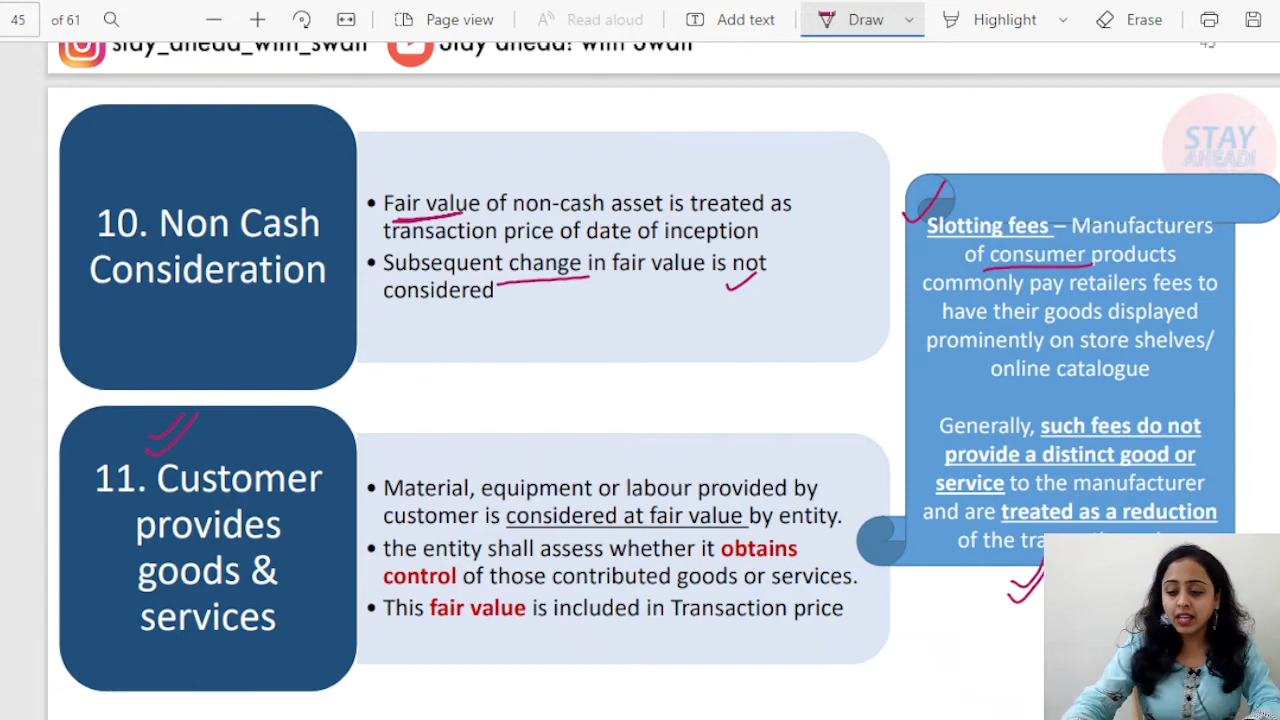 45 of 61 Page view Read aloud Add text Draw Highlight Erase
stay_ahead_with_swati Stay ahead! with Swati
45
10. Non Cash
Consideration
• Fair value of non-cash asset is treated as
transaction price of date of inception
• Subsequent change in fair value is not
considered
11. Customer
provides
goods &
services
• Material, equipment or labour provided by
customer is considered at fair value by entity.
• the entity shall assess whether it obtains
control of those contributed goods or services.
• This fair value is included in Transaction price
STAY
AHEAD!
Slotting fees – Manufacturers
of consumer products
commonly pay retailers fees to
have their goods displayed
prominently on store shelves/
online catalogue
Generally, such fees do not
provide a distinct good or
service to the manufacturer
and are treated as a reduction
of the